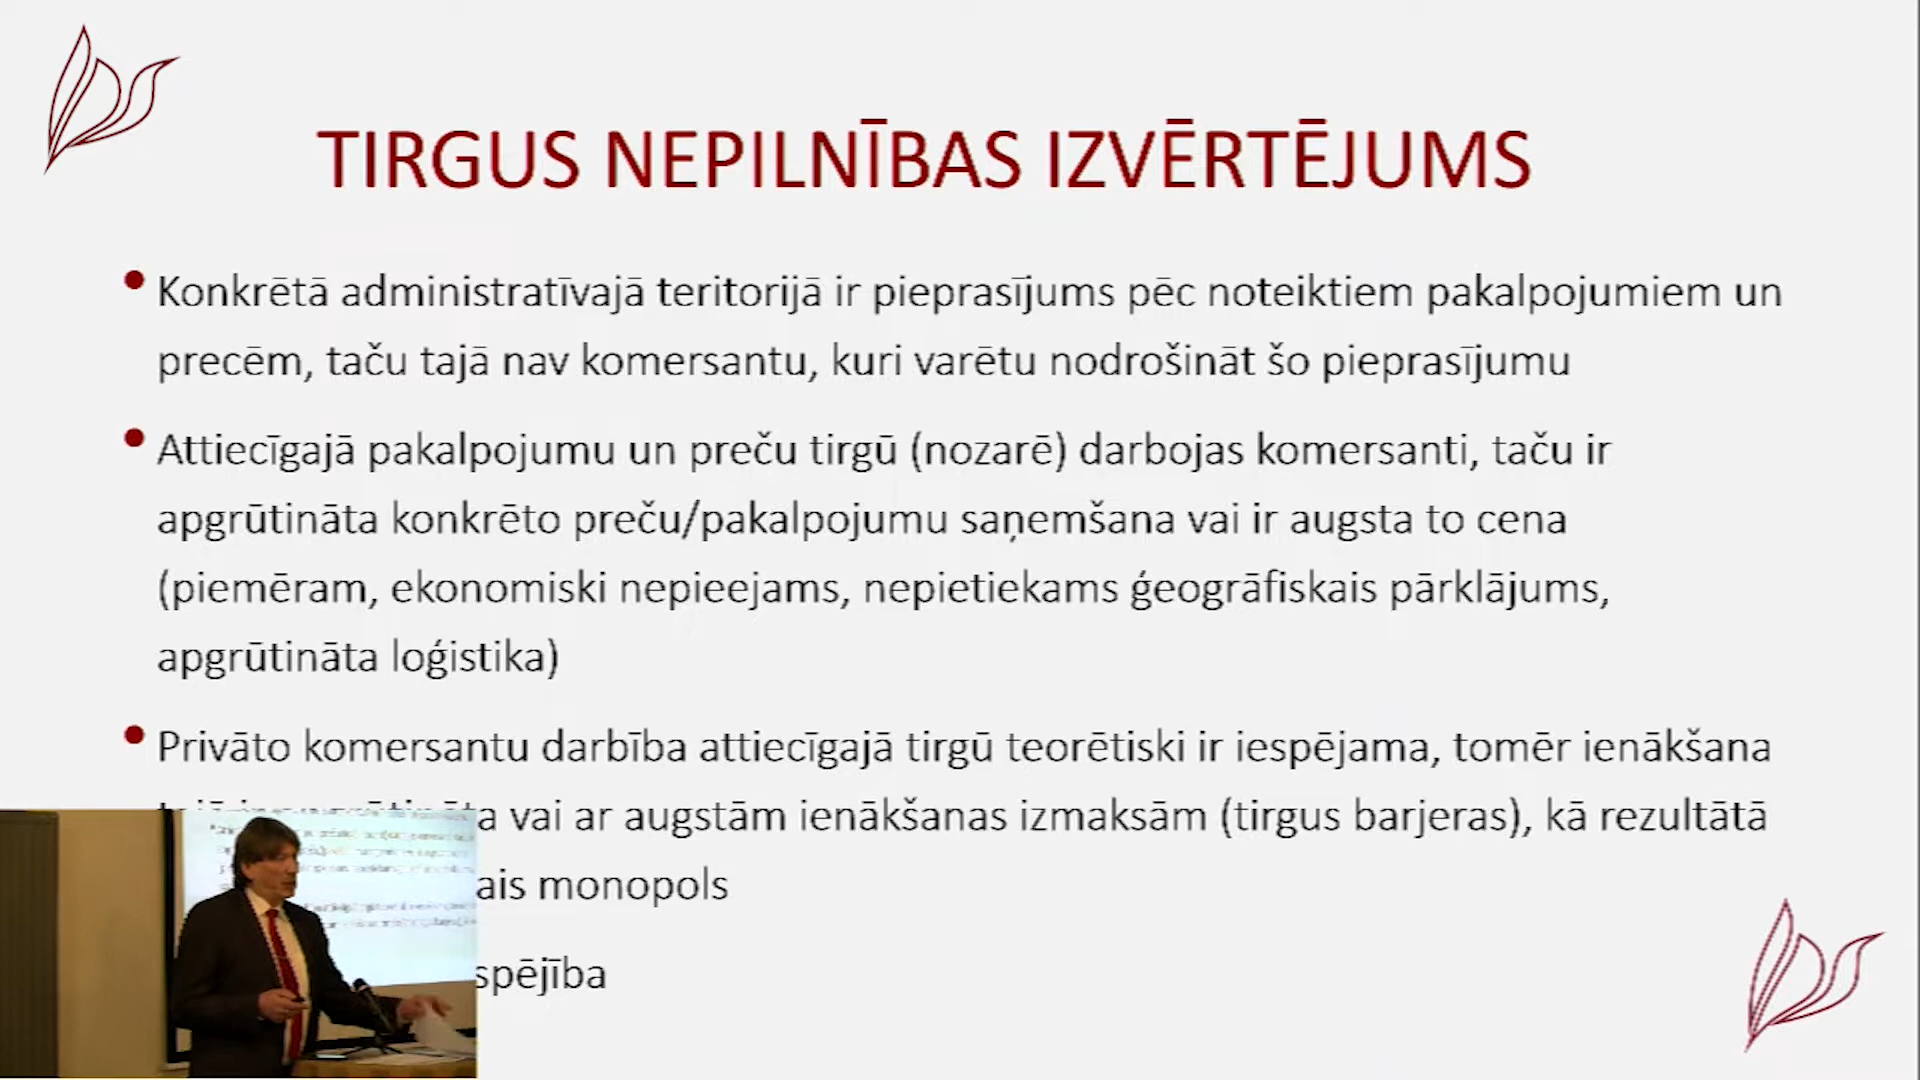 TIRGUS NEPILNĪBAS IZVĒRTĒJUMS
Konkrētā administratīvajā teritorijā ir pieprasījums pēc noteiktiem pakalpojumiem un
precēm, taču tajā nav komersantu, kuri varētu nodrošināt šo pieprasījumu
Attiecīgajā pakalpojumu un preču tirgū (nozarē) darbojas komersanti, taču ir
apgrūtināta konkrēto preču/pakalpojumu saņemšana vai ir augsta to cena
(piemēram, ekonomiski nepieejams, nepietiekams ģeogrāfiskais pārklājums,
apgrūtināta loģistika)
Privāto komersantu darbība attiecīgajā tirgū teorētiski ir iespējama, tomēr ienākšana
vai ar augstām ienākšanas izmaksām (tirgus barjeras), kā rezultātā
ais monopols
spējība